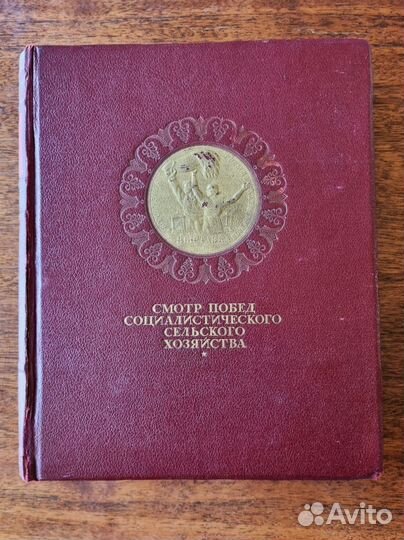 СМОТР ПОБЕД
СОЦИАЛИСТИЧЕСКОГО
СЕЛЬСКОГО
ХОЗЯЙСТВА
Avito